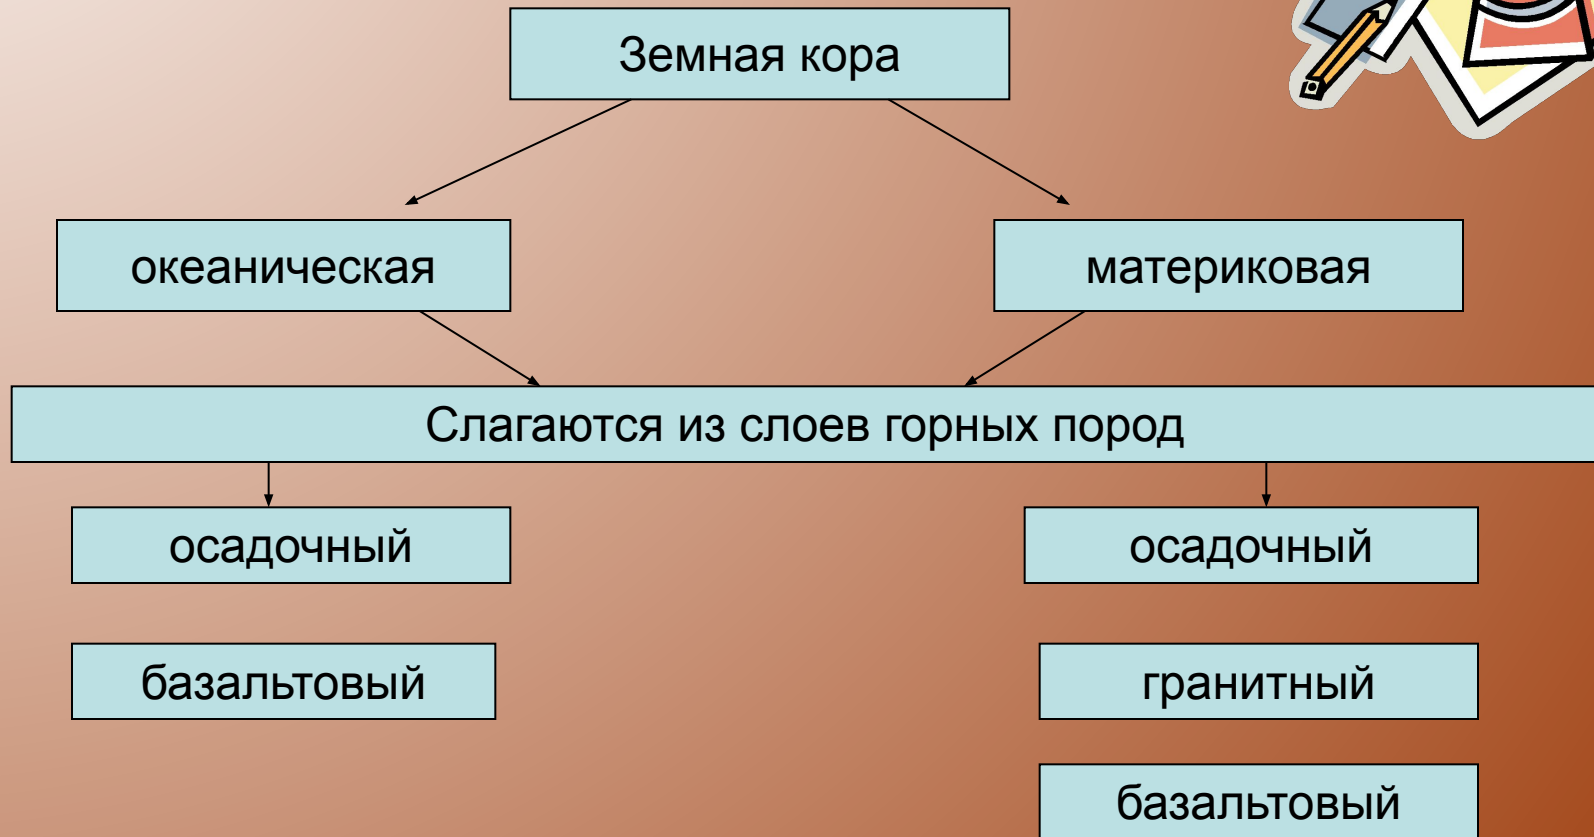 Земная кора
океаническая
материковая
Слагаются из слоев горных пород
осадочный
осадочный
базальтовый
гранитный
базальтовый